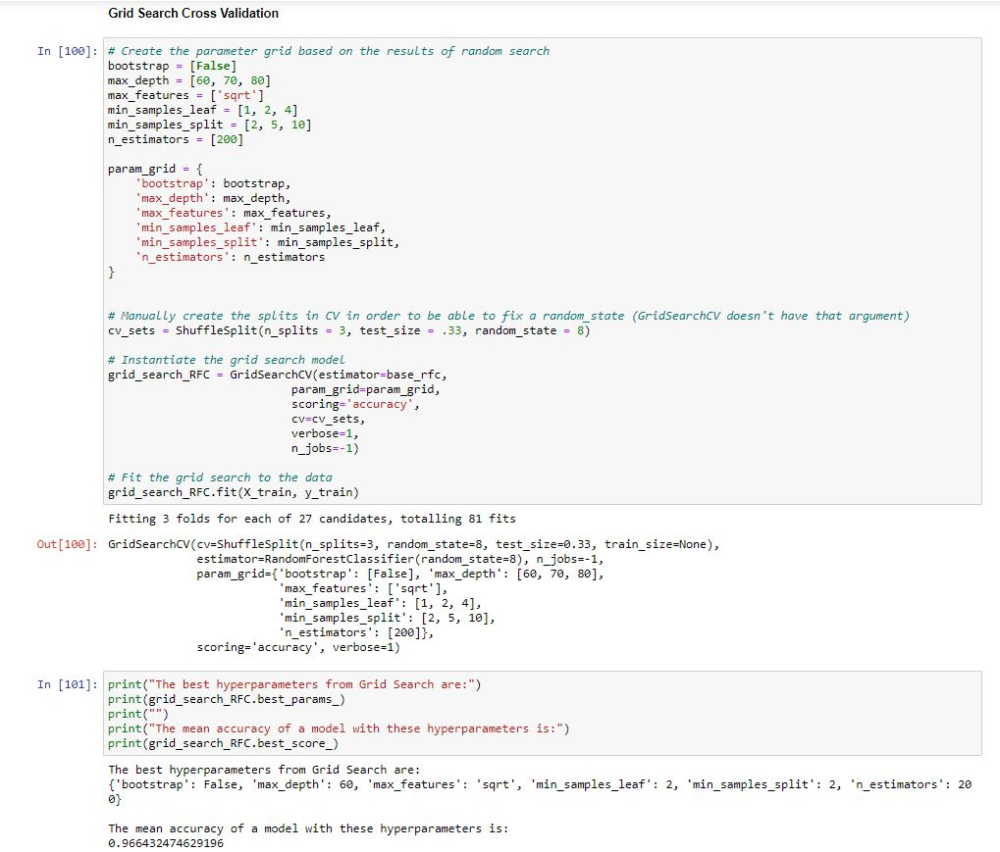 Grid Search Cross Validation
In [100]: # Create the parameter grid based on the results of random search
bootstrap = [False]
max_depth = [60, 70, 80]
max_features = ['sqrt']
min_samples_leaf = [1, 2, 4]
min_samples_split = [2, 5, 10]
n_estimators = [200]

param_grid = {
    'bootstrap': bootstrap,
    'max_depth': max_depth,
    'max_features': max_features,
    'min_samples_leaf': min_samples_leaf,
    'min_samples_split': min_samples_split,
    'n_estimators': n_estimators
}

# Manually create the splits in CV in order to be able to fix a random_state (GridSearchCV doesn't have that argument)
cv_sets = ShuffleSplit(n_splits = 3, test_size = .33, random_state = 8)

# Instantiate the grid search model
grid_search_RFC = GridSearchCV(estimator=base_rfc,
                           param_grid=param_grid,
                           scoring='accuracy',
                           cv=cv_sets,
                           verbose=1,
                           n_jobs=-1)

# Fit the grid search to the data
grid_search_RFC.fit(X_train, y_train)
Fitting 3 folds for each of 27 candidates, totalling 81 fits
Out[100]: GridSearchCV(cv=ShuffleSplit(n_splits=3, random_state=8, test_size=0.33, train_size=None),
             estimator=RandomForestClassifier(random_state=8), n_jobs=-1,
             param_grid={'bootstrap': [False], 'max_depth': [60, 70, 80],
                         'max_features': ['sqrt'],
                         'min_samples_leaf': [1, 2, 4],
                         'min_samples_split': [2, 5, 10],
                         'n_estimators': [200]},
             scoring='accuracy', verbose=1)
In [101]: print("The best hyperparameters from Grid Search are:")
print(grid_search_RFC.best_params_)
print("")
print("The mean accuracy of a model with these hyperparameters is:")
print(grid_search_RFC.best_score_)
The best hyperparameters from Grid Search are:
{'bootstrap': False, 'max_depth': 60, 'max_features': 'sqrt', 'min_samples_leaf': 2, 'min_samples_split': 2, 'n_estimators': 20
0}

The mean accuracy of a model with these hyperparameters is:
0.966432474629196